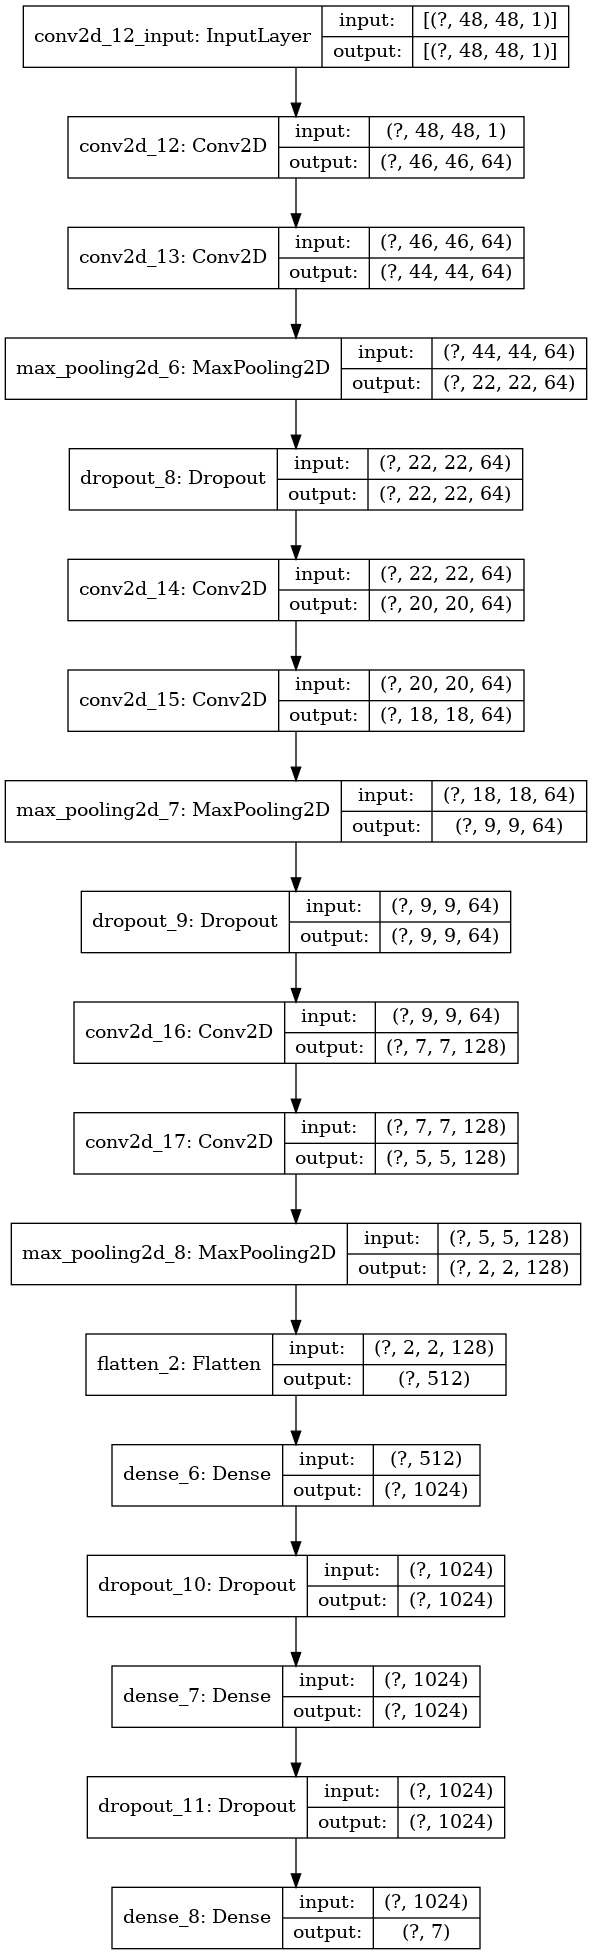 conv2d_12_input: InputLayer input: [(?, 48, 48, 1)]
output: [(?, 48, 48, 1)]
conv2d_12: Conv2D input: (?, 48, 48, 1)
output: (?, 46, 46, 64)
conv2d_13: Conv2D input: (?, 46, 46, 64)
output: (?, 44, 44, 64)
max_pooling2d_6: MaxPooling2D input: (?, 44, 44, 64)
output: (?, 22, 22, 64)
dropout_8: Dropout input: (?, 22, 22, 64)
output: (?, 22, 22, 64)
conv2d_14: Conv2D input: (?, 22, 22, 64)
output: (?, 20, 20, 64)
conv2d_15: Conv2D input: (?, 20, 20, 64)
output: (?, 18, 18, 64)
max_pooling2d_7: MaxPooling2D input: (?, 18, 18, 64)
output: (?, 9, 9, 64)
dropout_9: Dropout input: (?, 9, 9, 64)
output: (?, 9, 9, 64)
conv2d_16: Conv2D input: (?, 9, 9, 64)
output: (?, 7, 7, 128)
conv2d_17: Conv2D input: (?, 7, 7, 128)
output: (?, 5, 5, 128)
max_pooling2d_8: MaxPooling2D input: (?, 5, 5, 128)
output: (?, 2, 2, 128)
flatten_2: Flatten input: (?, 2, 2, 128)
output: (?, 512)
dense_6: Dense input: (?, 512)
output: (?, 1024)
dropout_10: Dropout input: (?, 1024)
output: (?, 1024)
dense_7: Dense input: (?, 1024)
output: (?, 1024)
dropout_11: Dropout input: (?, 1024)
output: (?, 1024)
dense_8: Dense input: (?, 1024)
output: (?, 7)